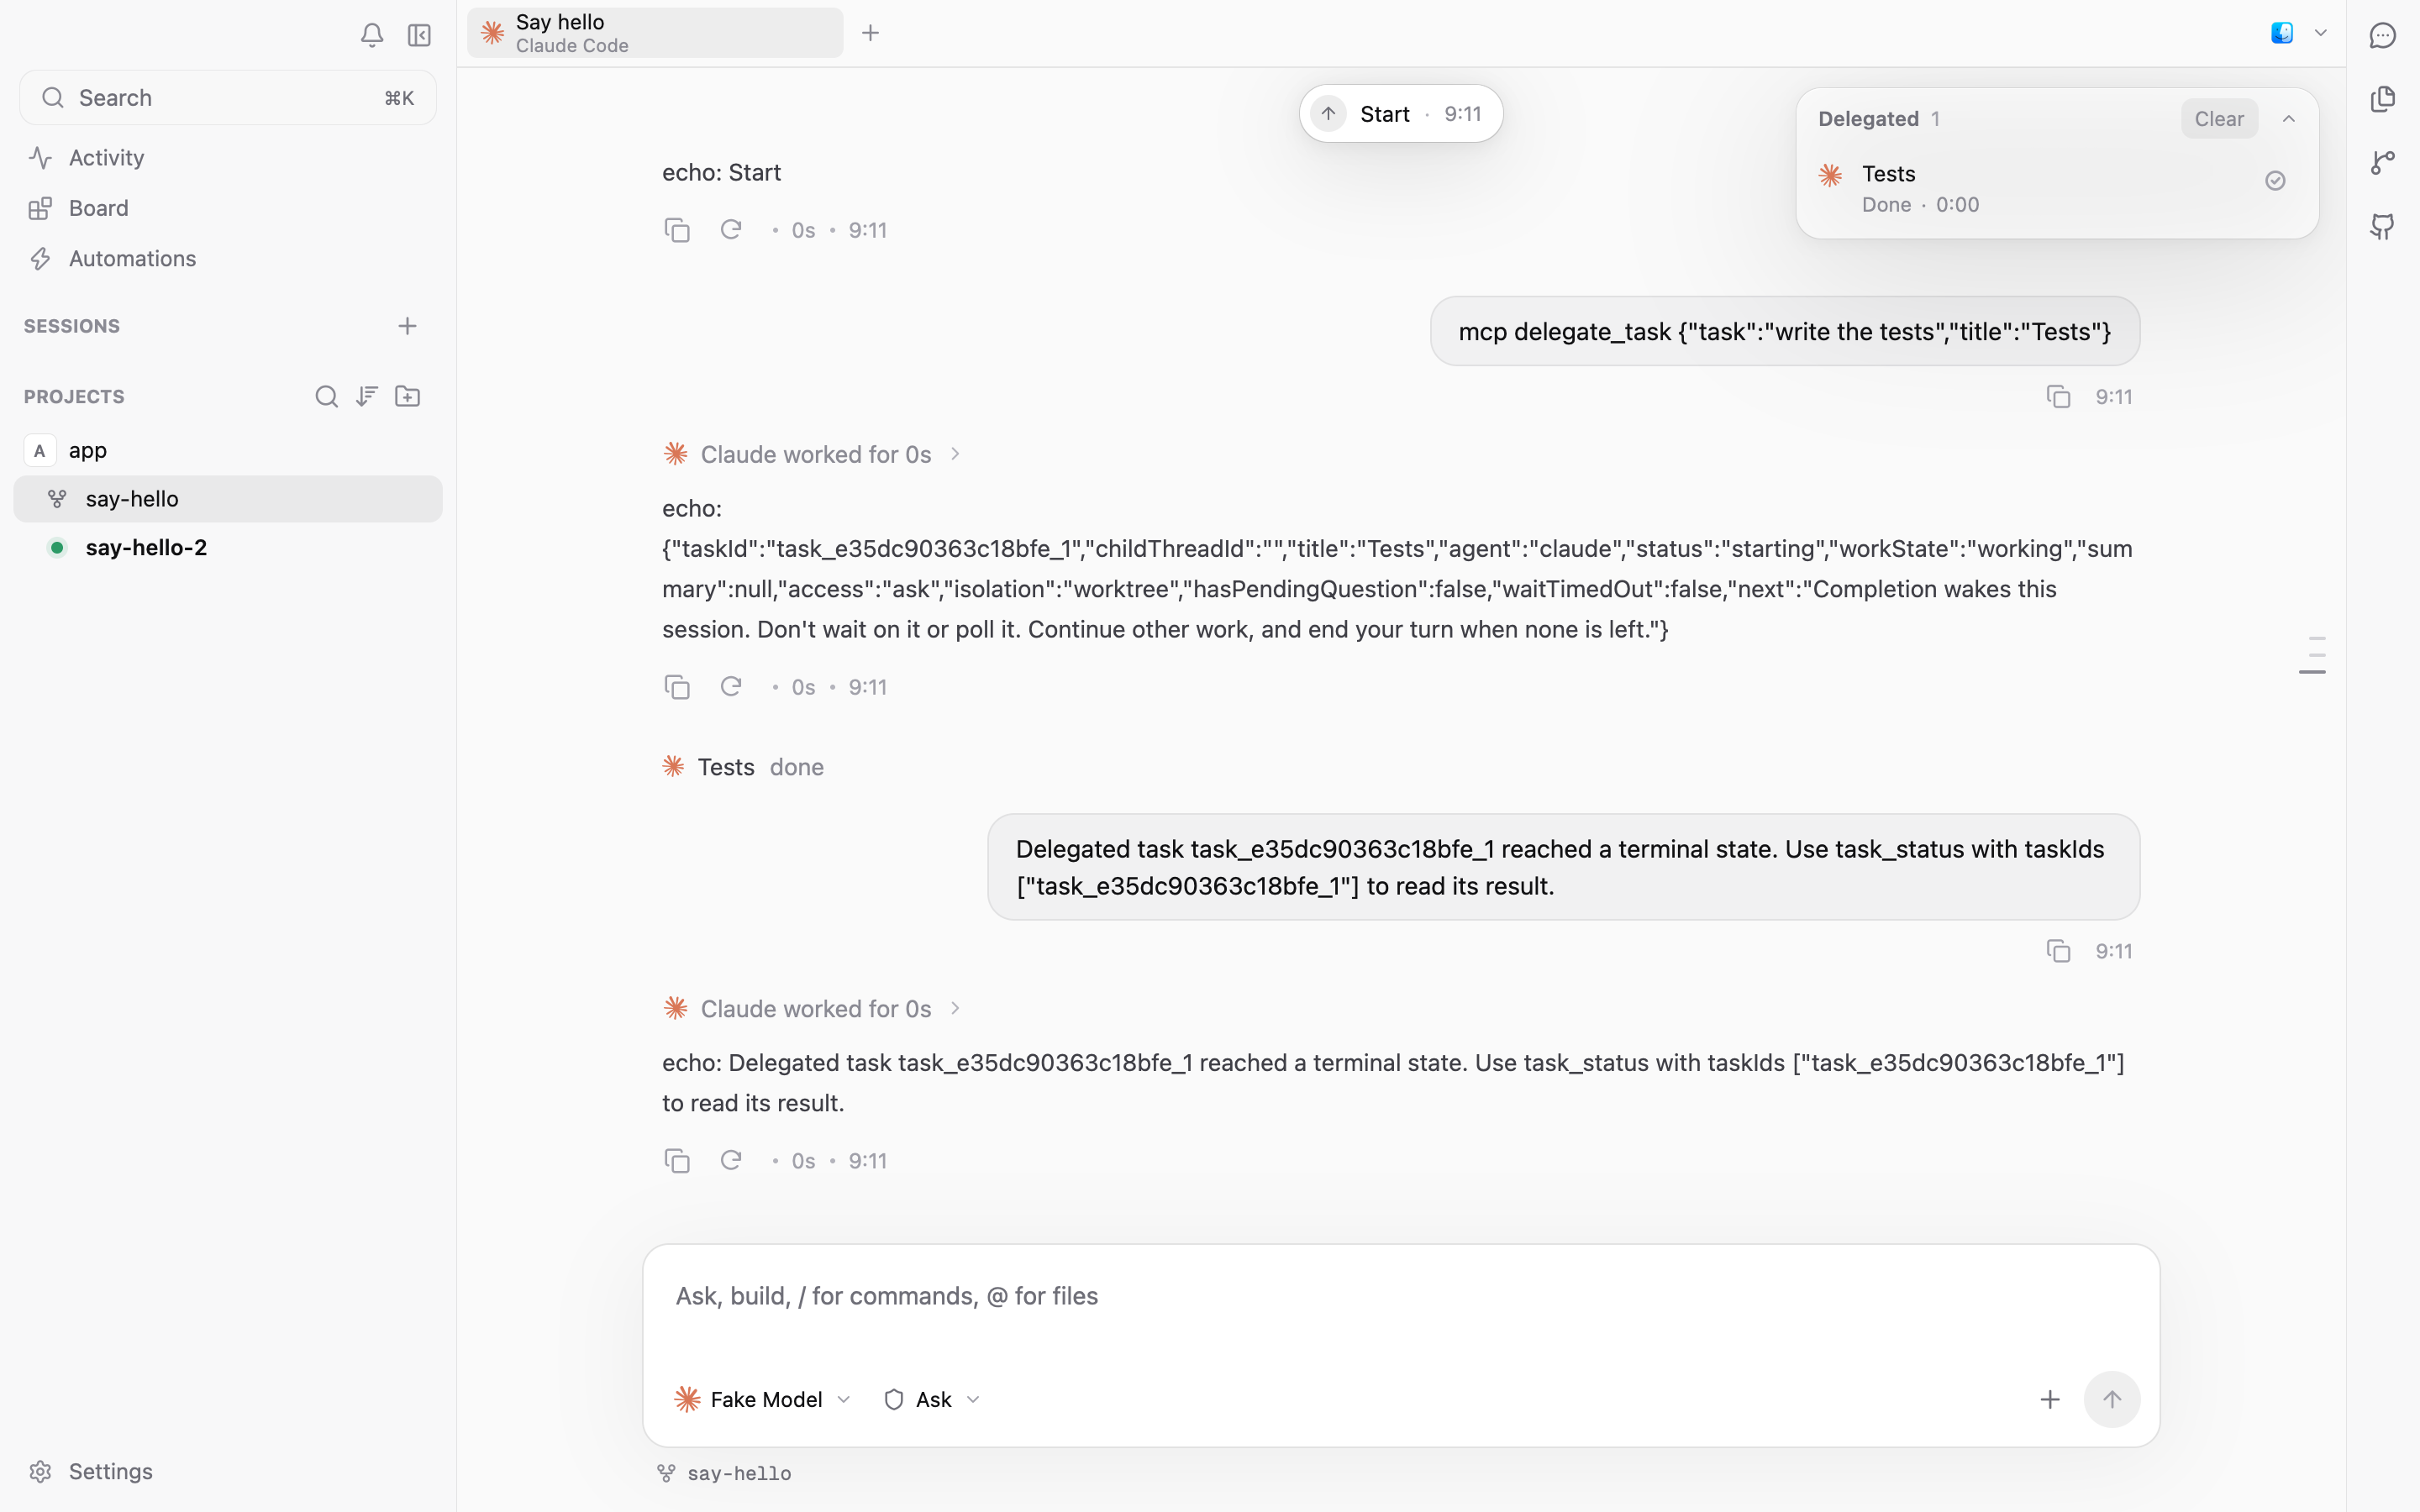 Say hello
Claude Code
Search
⌘K
Activity
Board
Automations
SESSIONS
PROJECTS
A
app
say-hello
say-hello-2
Settings
Start · 9:11
Delegated 1
Clear
Tests
Done · 0:00
echo: Start
• 0s • 9:11
mcp delegate_task {"task":"write the tests","title":"Tests"}
9:11
Claude worked for 0s
echo:
{"taskId":"task_e35dc90363c18bfe_1","childThreadId":"","title":"Tests","agent":"claude","status":"starting","workState":"working","sum
mary":null,"access":"ask","isolation":"worktree","hasPendingQuestion":false,"waitTimedOut":false,"next":"Completion wakes this
session. Don't wait on it or poll it. Continue other work, and end your turn when none is left."}
• 0s • 9:11
Tests done
Delegated task task_e35dc90363c18bfe_1 reached a terminal state. Use task_status with taskIds
["task_e35dc90363c18bfe_1"] to read its result.
9:11
Claude worked for 0s
echo: Delegated task task_e35dc90363c18bfe_1 reached a terminal state. Use task_status with taskIds ["task_e35dc90363c18bfe_1"]
to read its result.
• 0s • 9:11
Ask, build, / for commands, @ for files
Fake Model
Ask
say-hello